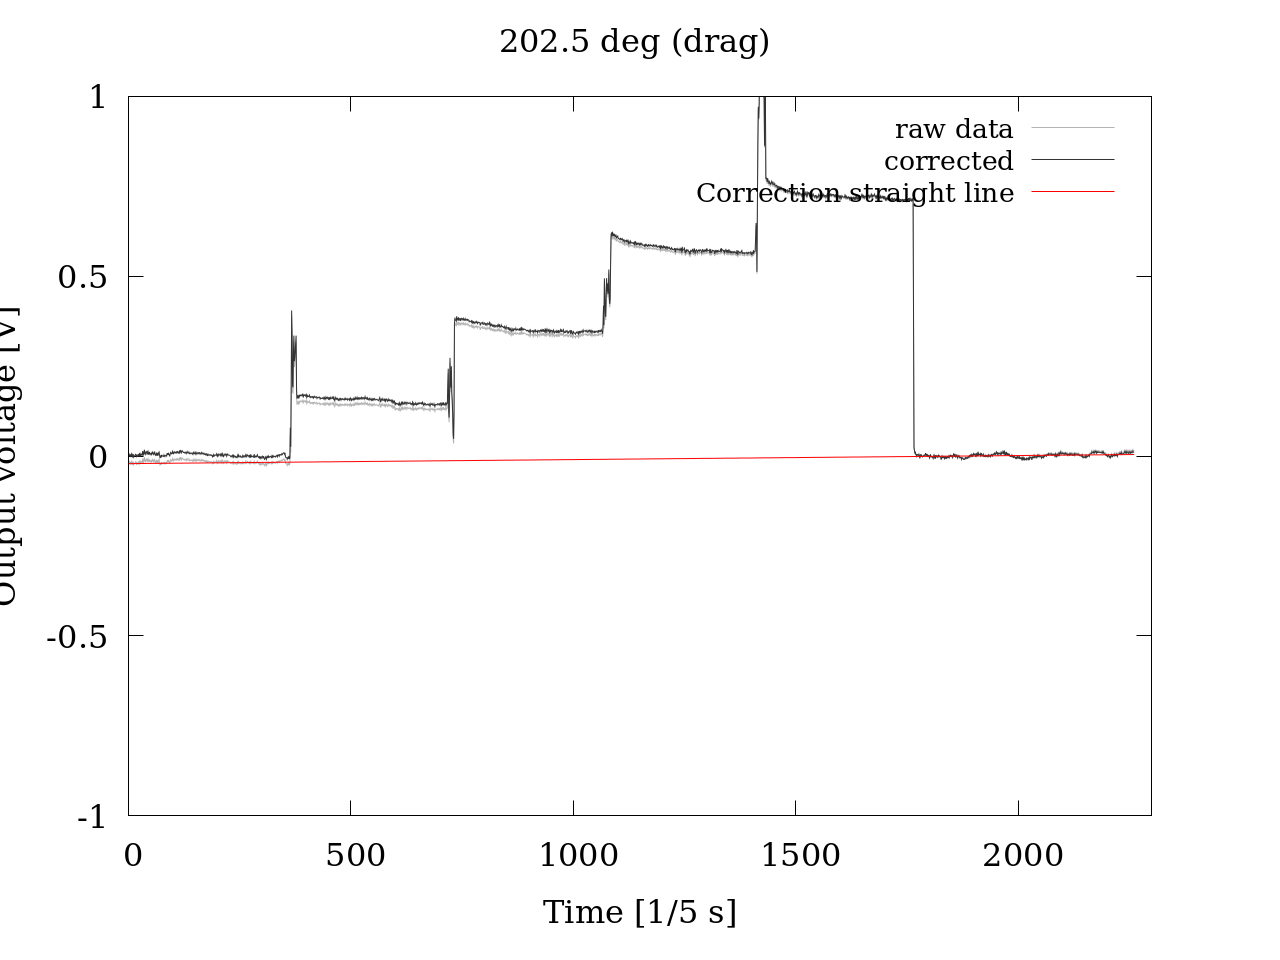 202.5 deg (drag)
1
0.5
0
-0.5
-1
Output voltage [V]
raw data
corrected
Correction straight line
0 500 1000 1500 2000
Time [1/5 s]